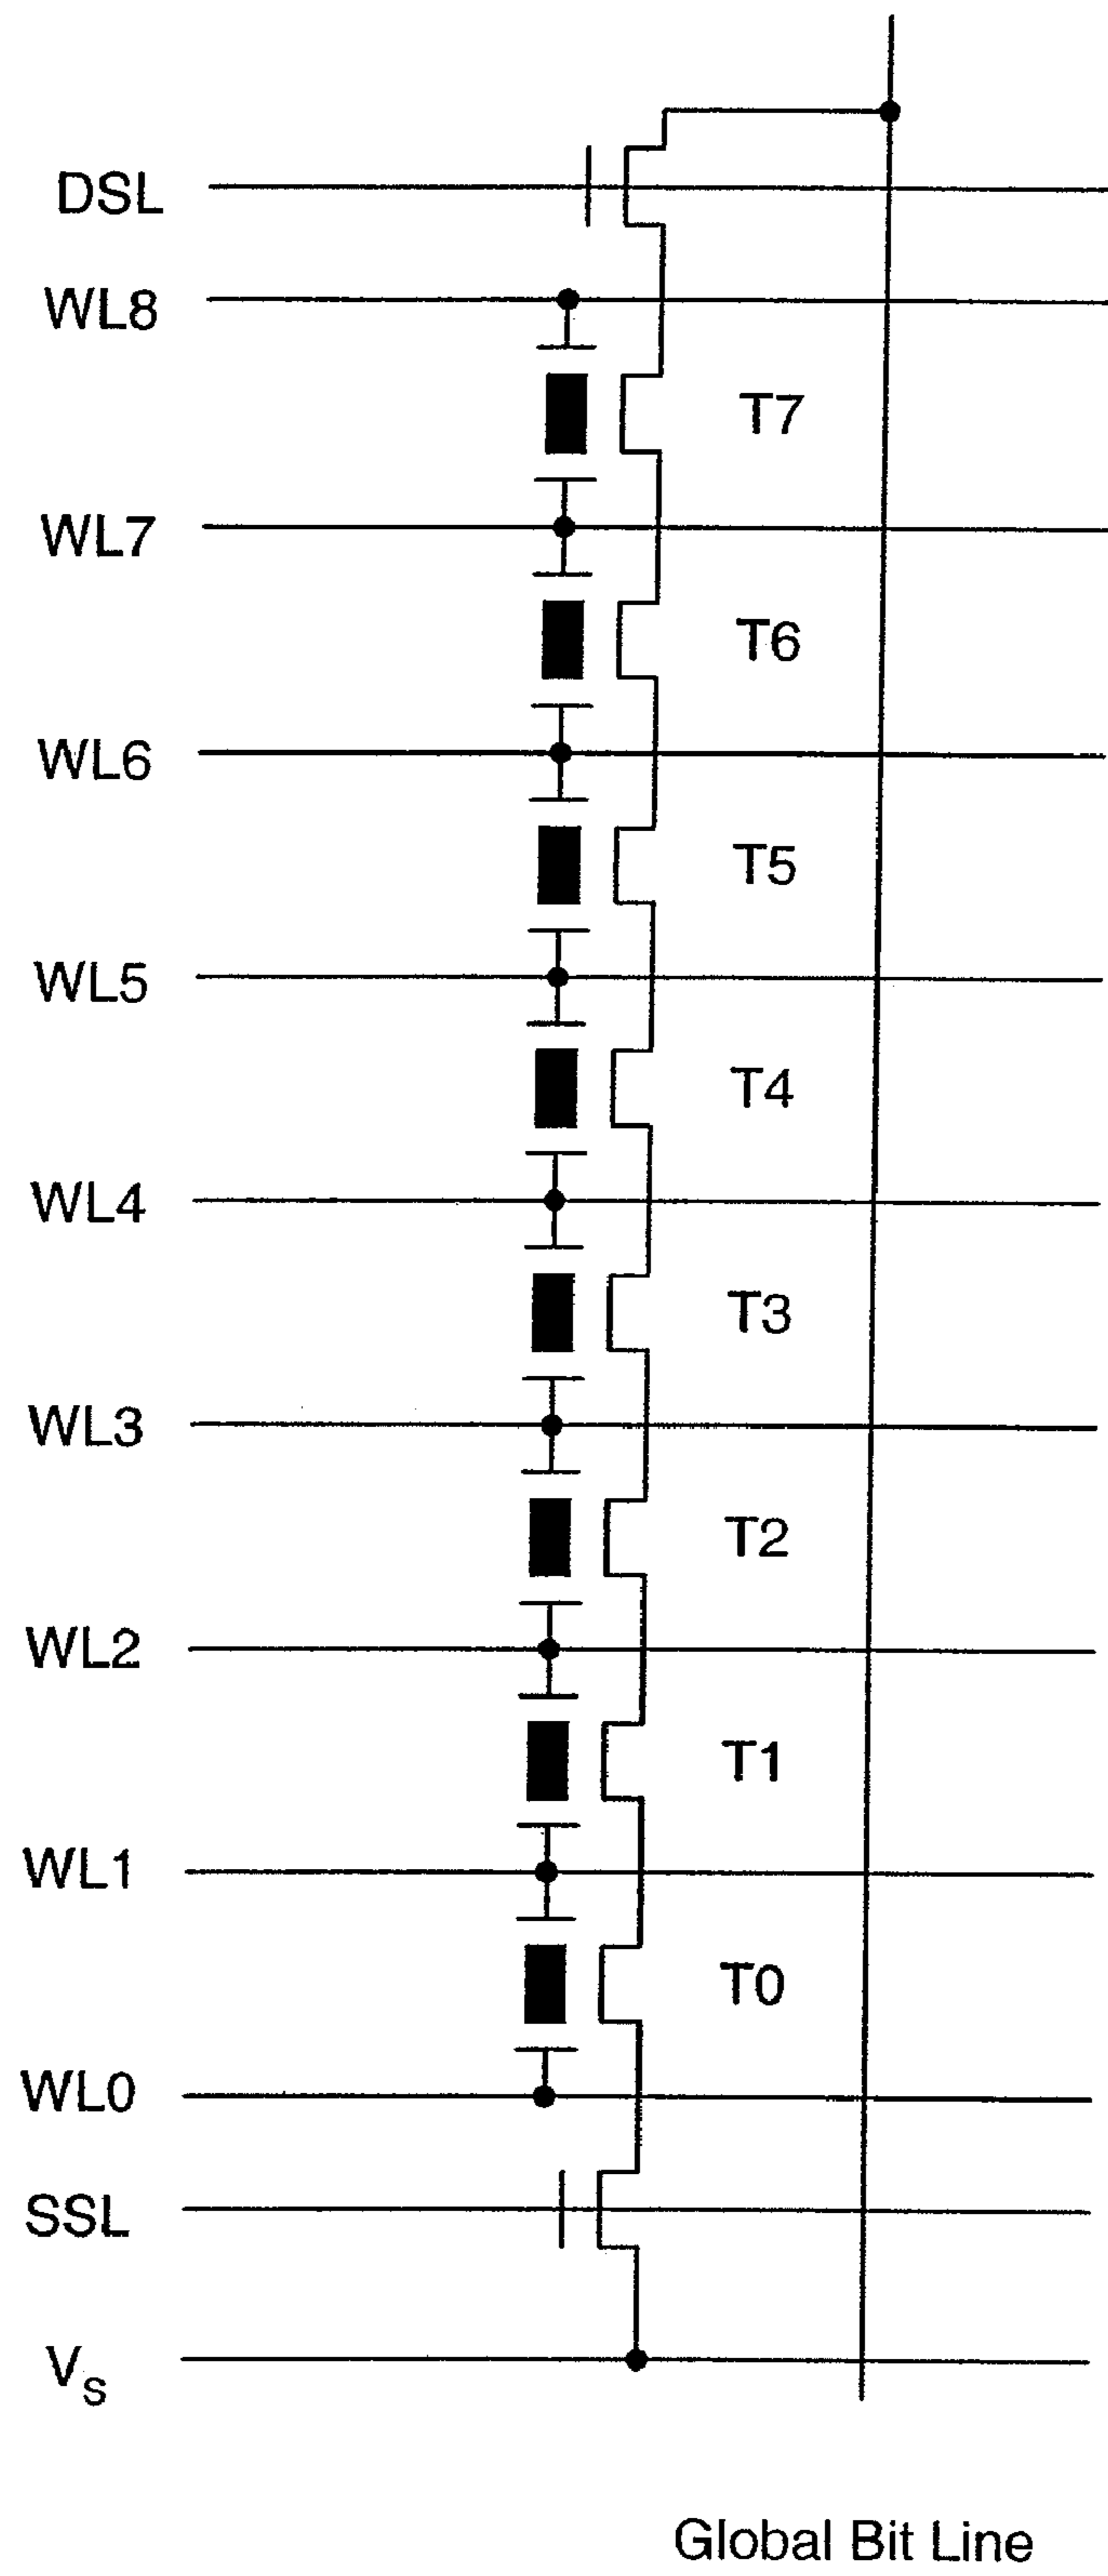 DSL
WL8
T7
WL7
T6
WL6
T5
WL5
T4
WL4
T3
WL3
T2
WL2
T1
WL1
T0
WL0
SSL
VS
Global Bit Line